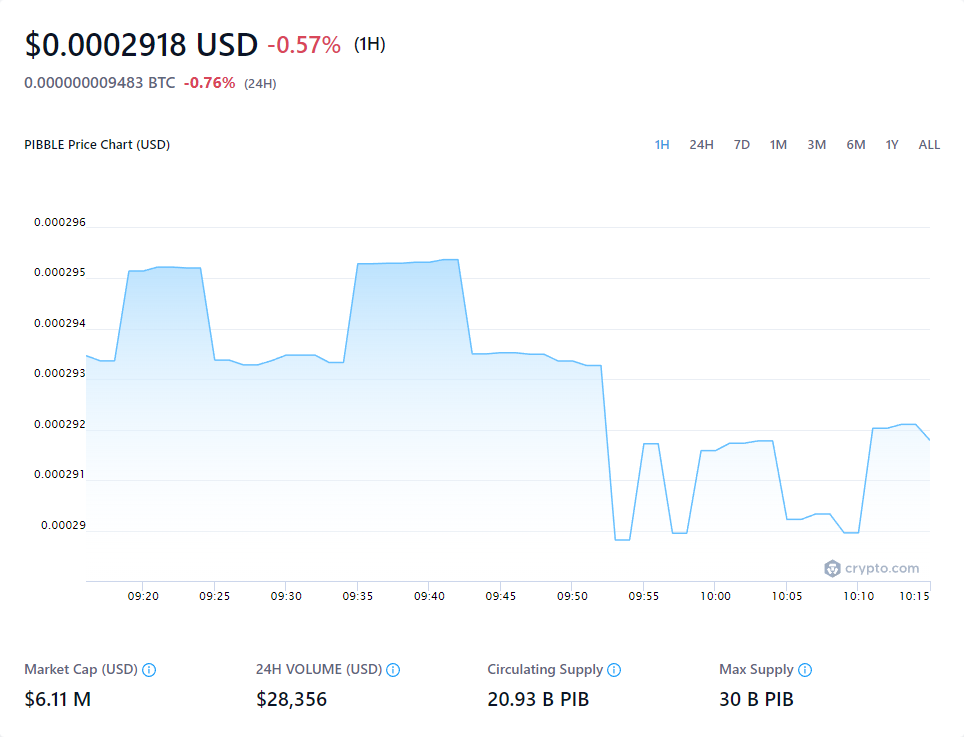 $0.0002918 USD -0.57% (1H)
0.000000009483 BTC -0.76% (24H)
PIBBLE Price Chart (USD) 1H 24H 7D 1M 3M 6M 1Y ALL
0.000296
0.000295
0.000294
0.000293
0.000292
0.000291
0.00029
crypto.com
09:20 09:25 09:30 09:35 09:40 09:45 09:50 09:55 10:00 10:05 10:10 10:15
Market Cap (USD) 24H VOLUME (USD) Circulating Supply Max Supply
$6.11 M $28,356 20.93 B PIB 30 B PIB